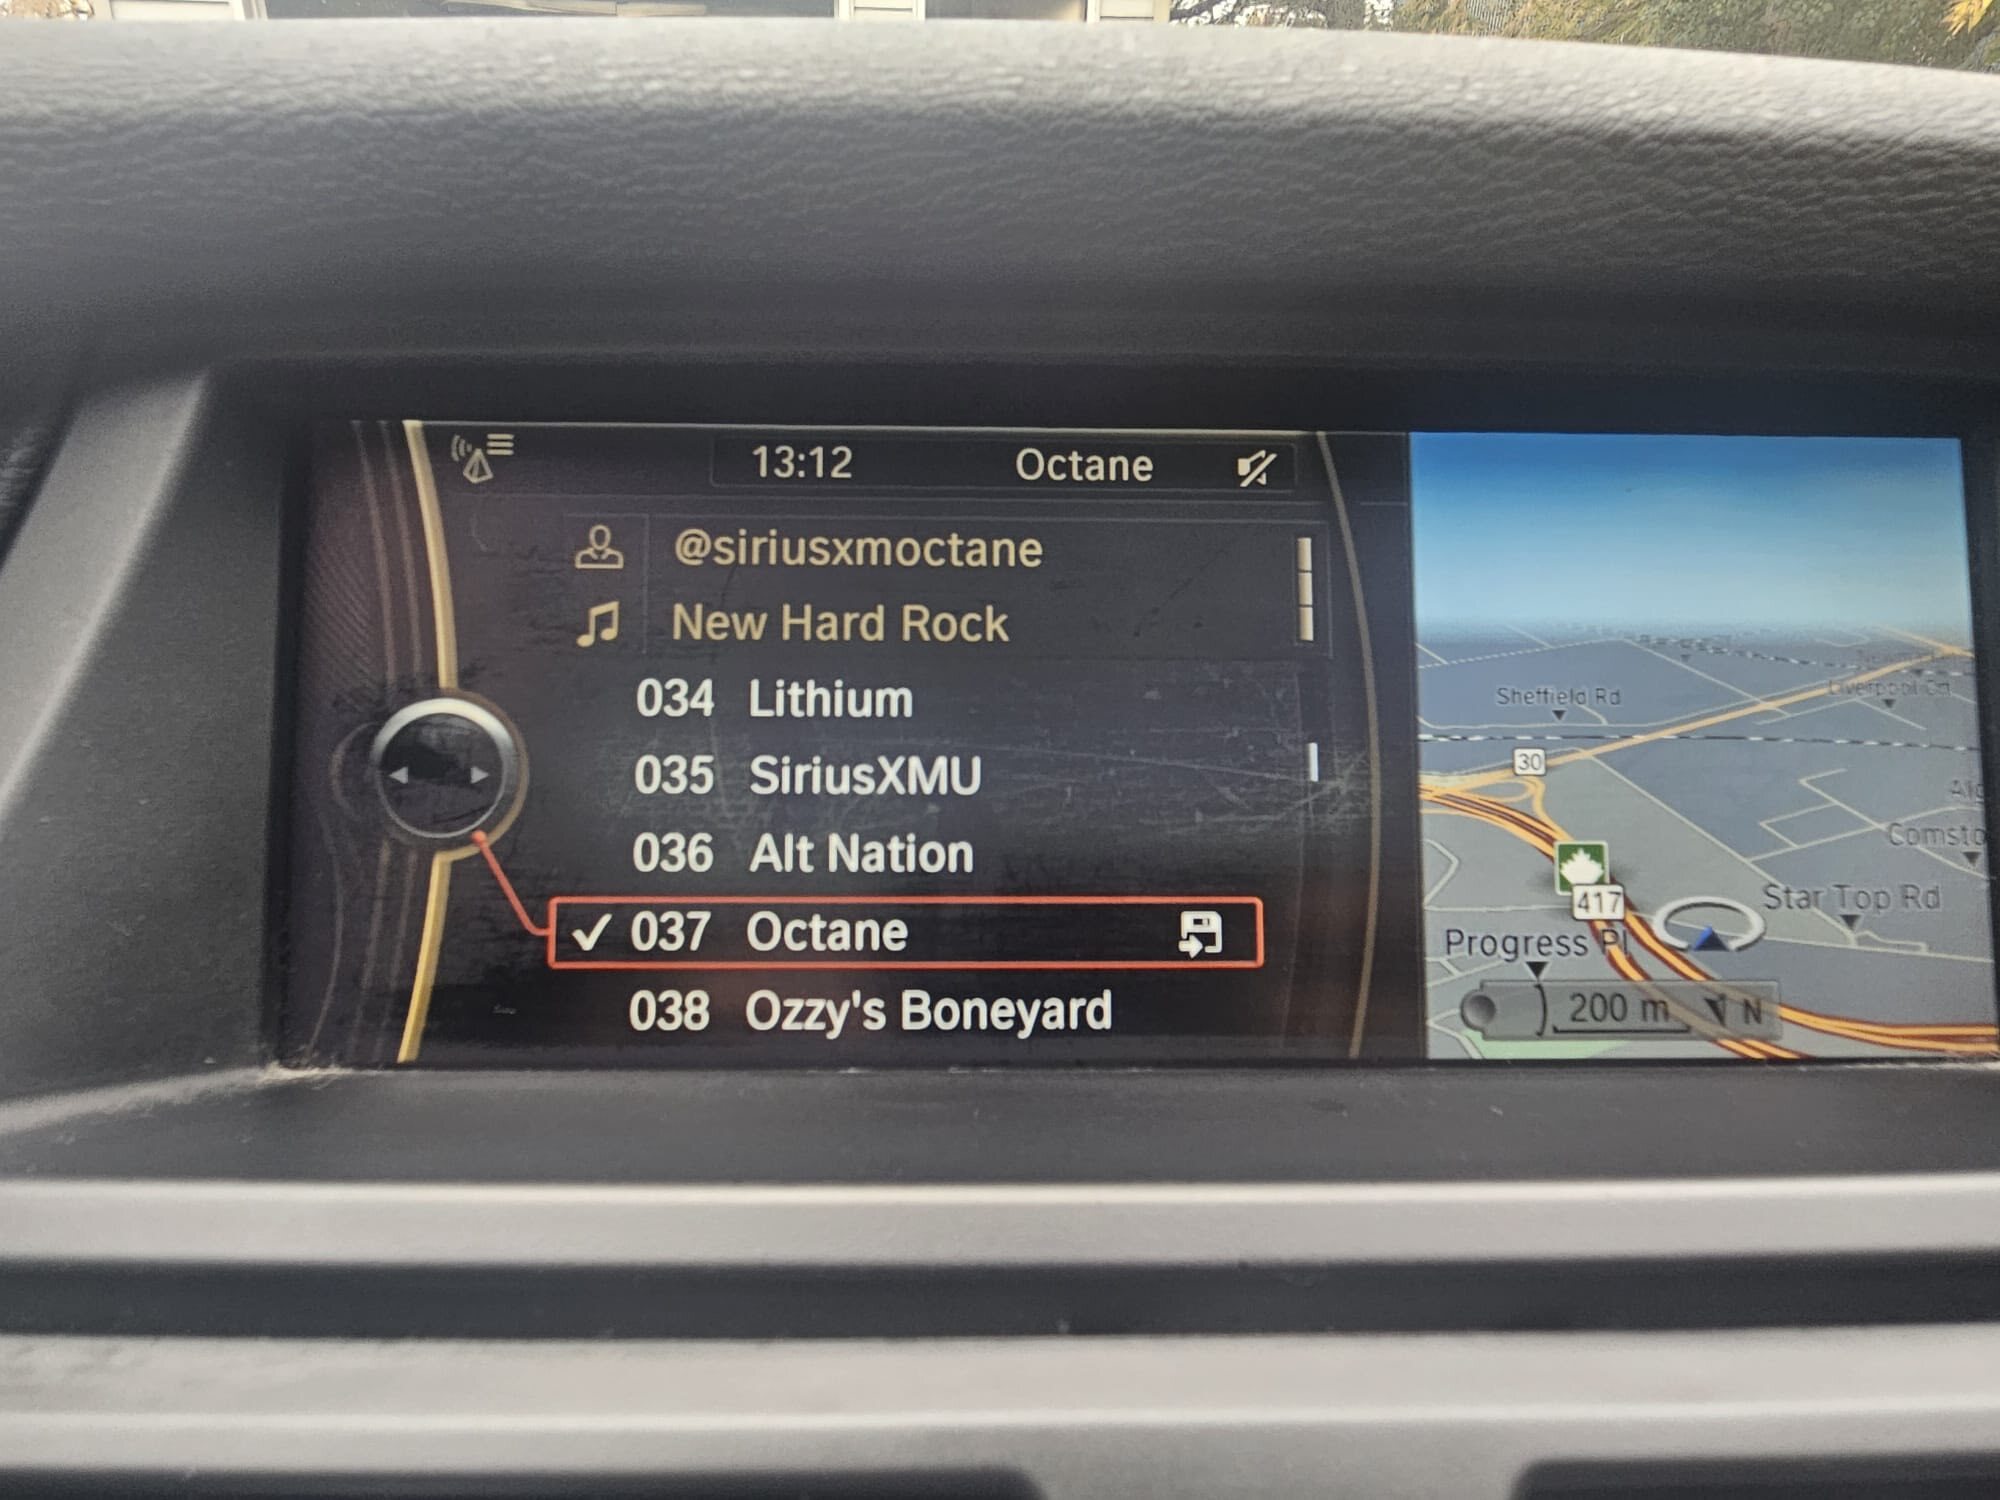 13:12 Octane
@siriusxmoctane
New Hard Rock
034 Lithium
035 SiriusXMU
036 Alt Nation
037 Octane
038 Ozzy's Boneyard
Sheffield Rd
30
417
Star Top Rd
Progress Pl
200 m N